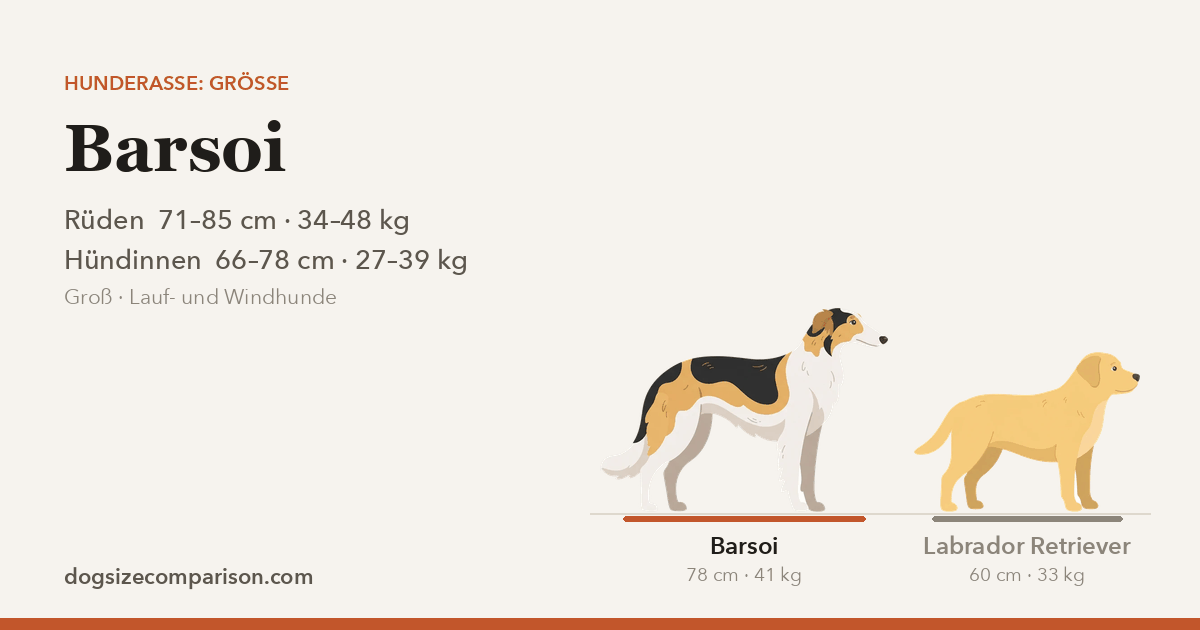 HUNDERASSE: GRÖSSE
Barsoi
Rüden 71–85 cm · 34–48 kg
Hündinnen 66–78 cm · 27–39 kg
Groß · Lauf- und Windhunde
Barsoi
78 cm · 41 kg
Labrador Retriever
60 cm · 33 kg
dogsizecomparison.com